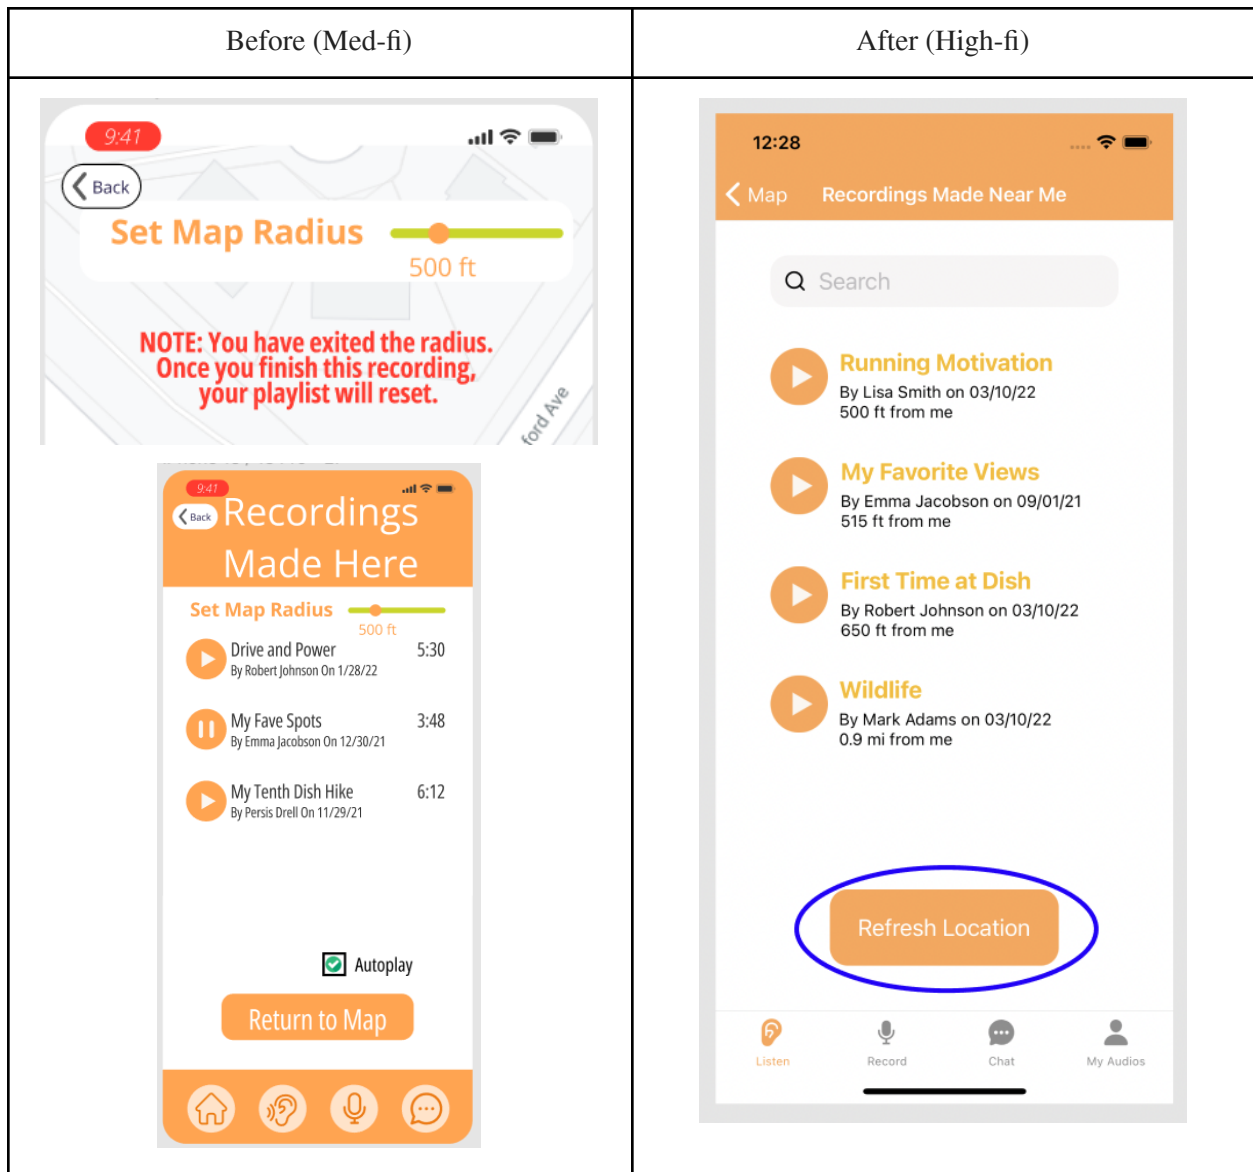 Before (Med-fi)
After (High-fi)
9:41
Back
Set Map Radius
500 ft
NOTE: You have exited the radius.
Once you finish this recording,
your playlist will reset.
ford Ave
9:41
Back
Recordings
Made Here
Set Map Radius
500 ft
Drive and Power 5:30
By Robert Johnson On 1/28/22
My Fave Spots 3:48
By Emma Jacobson On 12/30/21
My Tenth Dish Hike 6:12
By Persis Drell On 11/29/21
Autoplay
Return to Map
12:28
Map Recordings Made Near Me
Search
Running Motivation
By Lisa Smith on 03/10/22
500 ft from me
My Favorite Views
By Emma Jacobson on 09/01/21
515 ft from me
First Time at Dish
By Robert Johnson on 03/10/22
650 ft from me
Wildlife
By Mark Adams on 03/10/22
0.9 mi from me
Refresh Location
Listen Record Chat My Audios